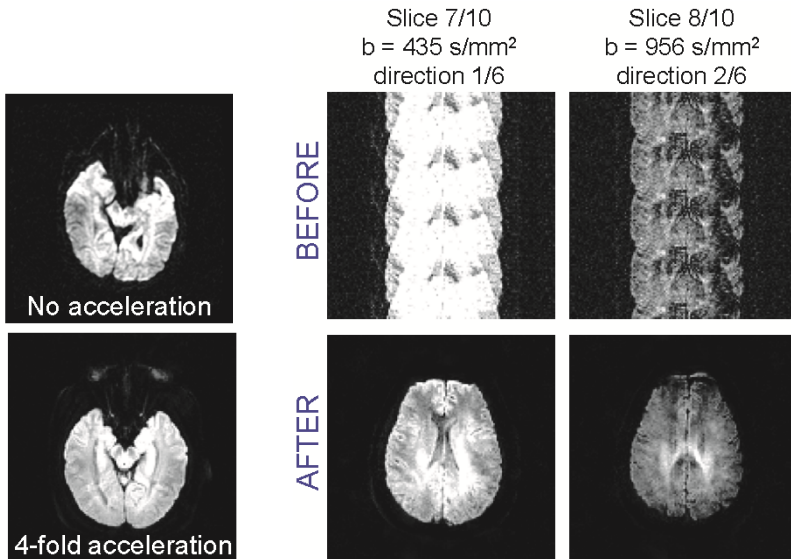 Slice 7/10
b = 435 s/mm²
direction 1/6
Slice 8/10
b = 956 s/mm²
direction 2/6
BEFORE
No acceleration
AFTER
4-fold acceleration